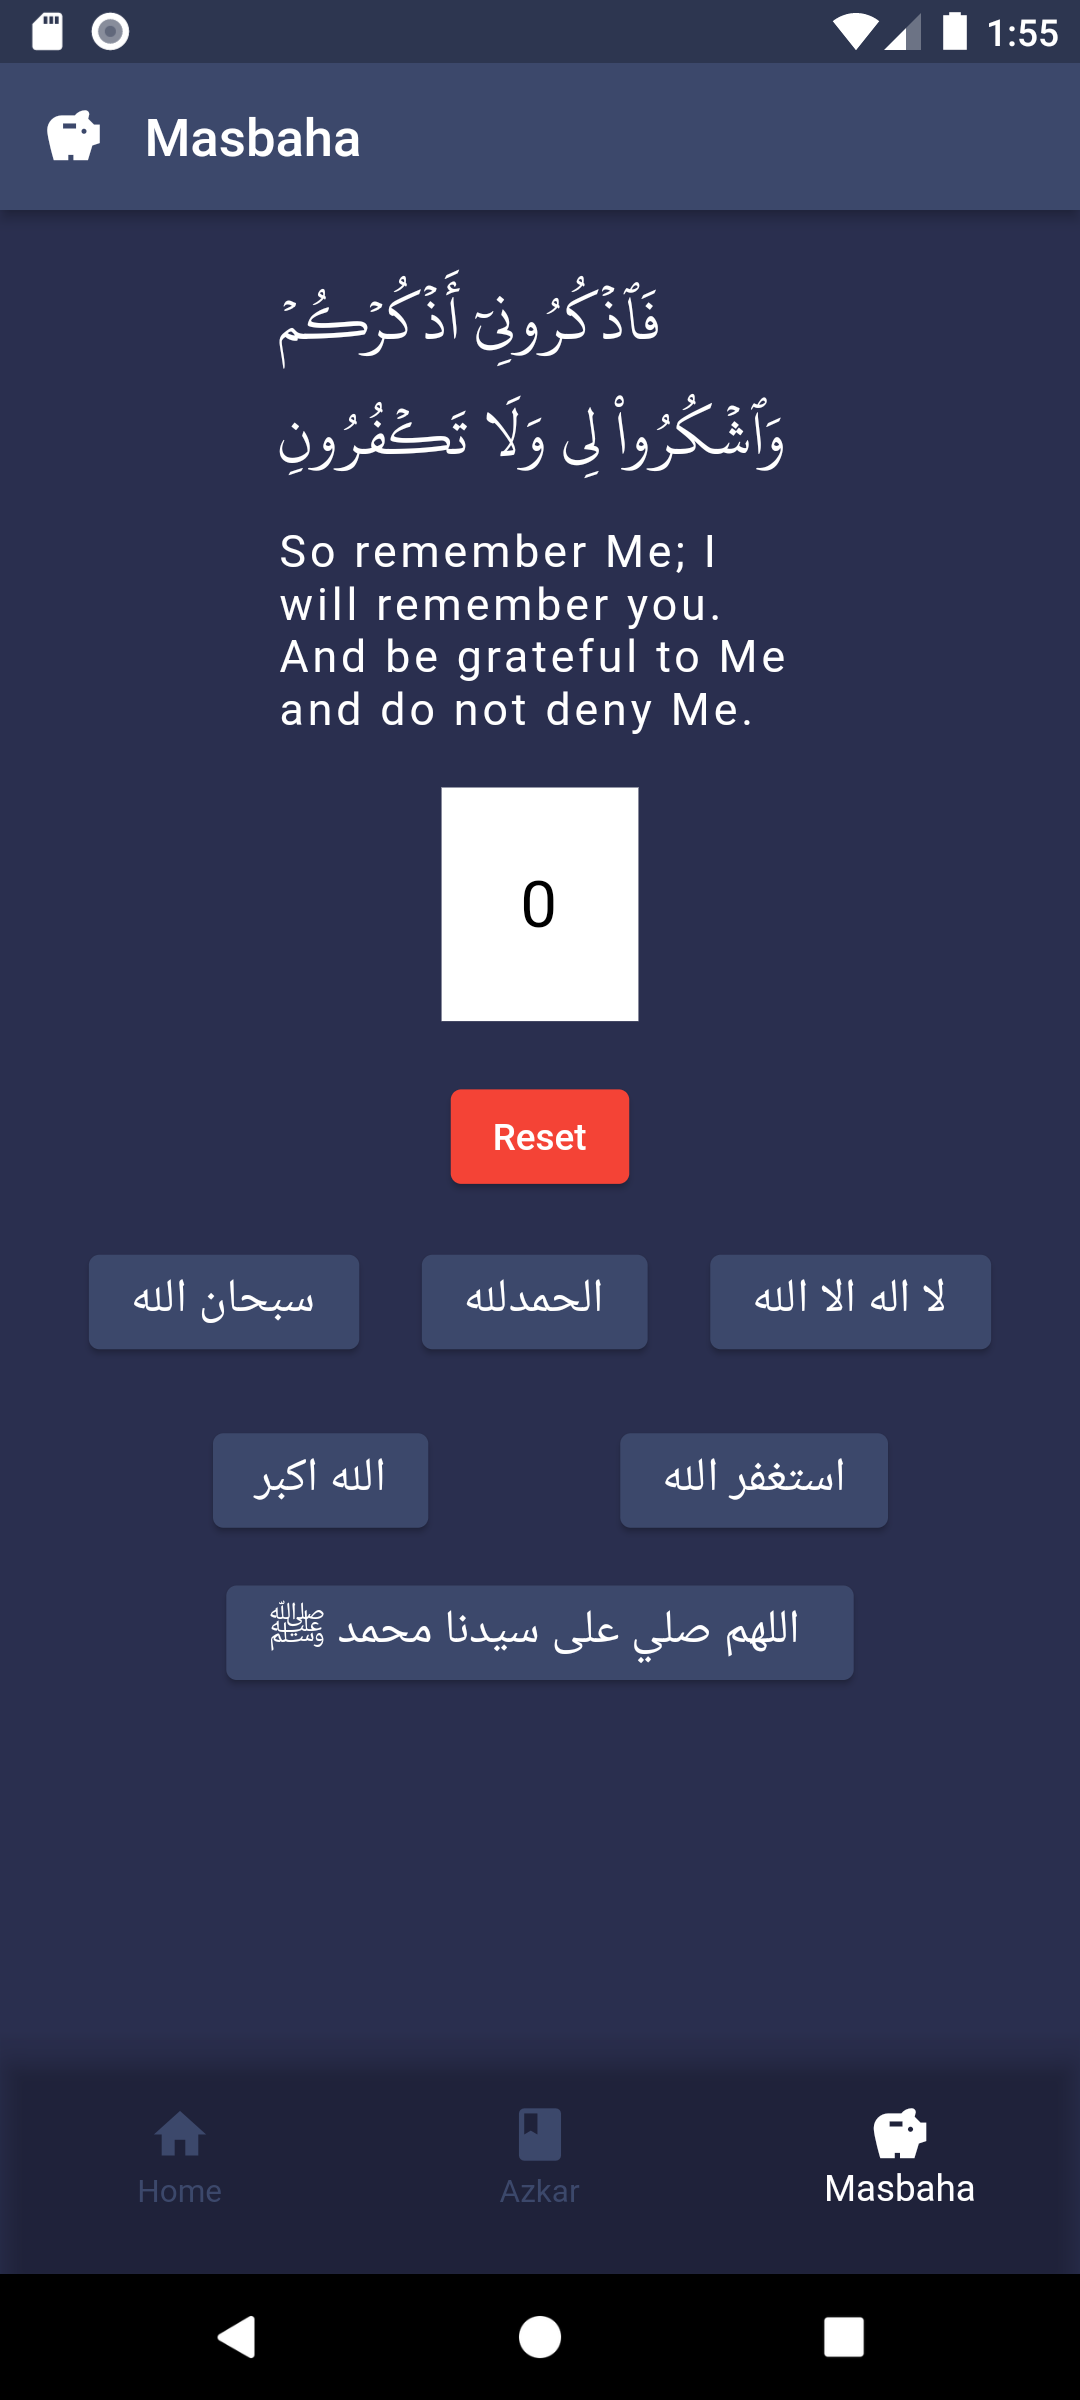 1:55
Masbaha
فَٱذۡكُرُونِيٓ أَذۡكُرۡكُمۡ
وَٱشۡكُرُواْ لِي وَلَا تَكۡفُرُونِ
So remember Me; I
will remember you.
And be grateful to Me
and do not deny Me.
0
Reset
سبحان الله
الحمدلله
لا اله الا الله
الله اكبر
استغفر الله
اللهم صلي على سيدنا محمد ﷺ
Home
Azkar
Masbaha